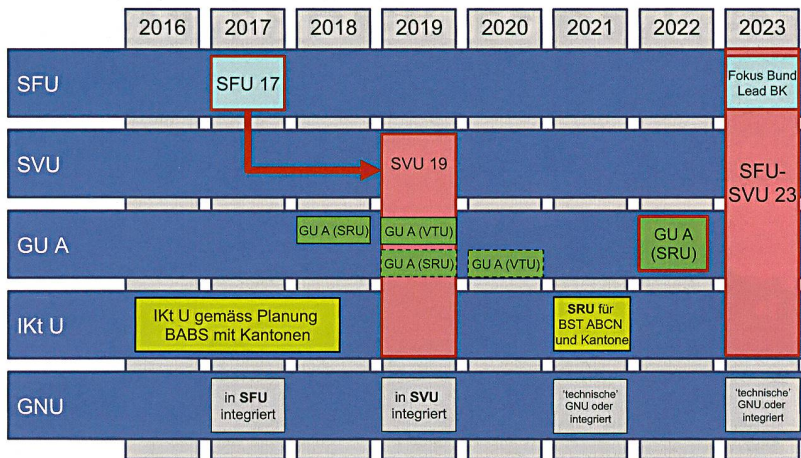 2016 2017 2018 2019 2020 2021 2022 2023
SFU
SFU 17
Fokus Bund
Lead BK
SVU
SVU 19
SFU-
SVU 23
GU A
GU A (SRU)
GU A (VTU)
GU A (SRU)
GU A (VTU)
GU A
(SRU)
IKt U
IKt U gemäss Planung
BABS mit Kantonen
SRU für
BST ABCN
und Kantone
GNU
in SFU
integriert
in SVU
integriert
'technische'
GNU oder
integriert
'technische'
GNU oder
integriert